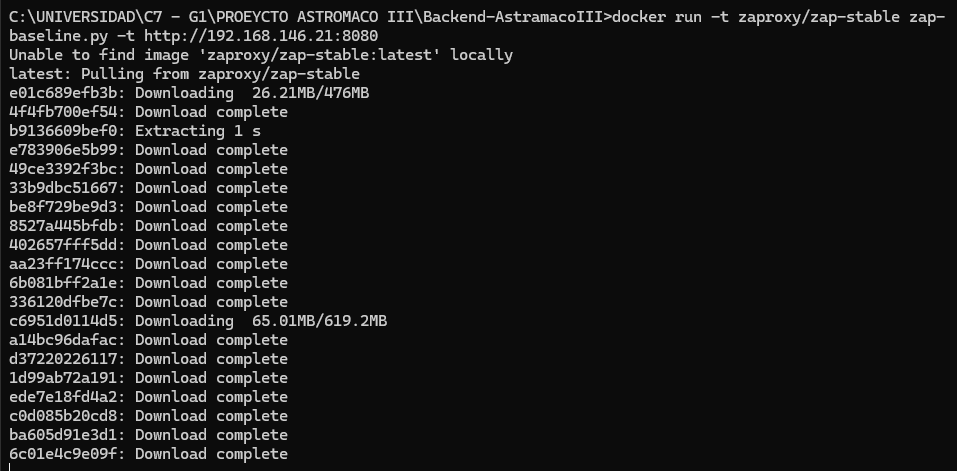 C:\UNIVERSIDAD\C7 - G1\PROEYCTO ASTROMACO III\Backend-AstramacoIII>docker run -t zaproxy/zap-stable zap-
baseline.py -t http://192.168.146.21:8080
Unable to find image 'zaproxy/zap-stable:latest' locally
latest: Pulling from zaproxy/zap-stable
e01c689efb3b: Downloading  26.21MB/476MB
4f4fb700ef54: Download complete
b9136609bef0: Extracting 1 s
e783906e5b99: Download complete
49ce3392f3bc: Download complete
33b9dbc51667: Download complete
be8f729be9d3: Download complete
8527a445bfdb: Download complete
402657fff5dd: Download complete
aa23ff174ccc: Download complete
6b081bff2a1e: Download complete
336120dfbe7c: Download complete
c6951d0114d5: Downloading  65.01MB/619.2MB
a14bc96dafac: Download complete
d37220226117: Download complete
1d99ab72a191: Download complete
ede7e18fd4a2: Download complete
c0d085b20cd8: Download complete
ba605d91e3d1: Download complete
6c01e4c9e09f: Download complete